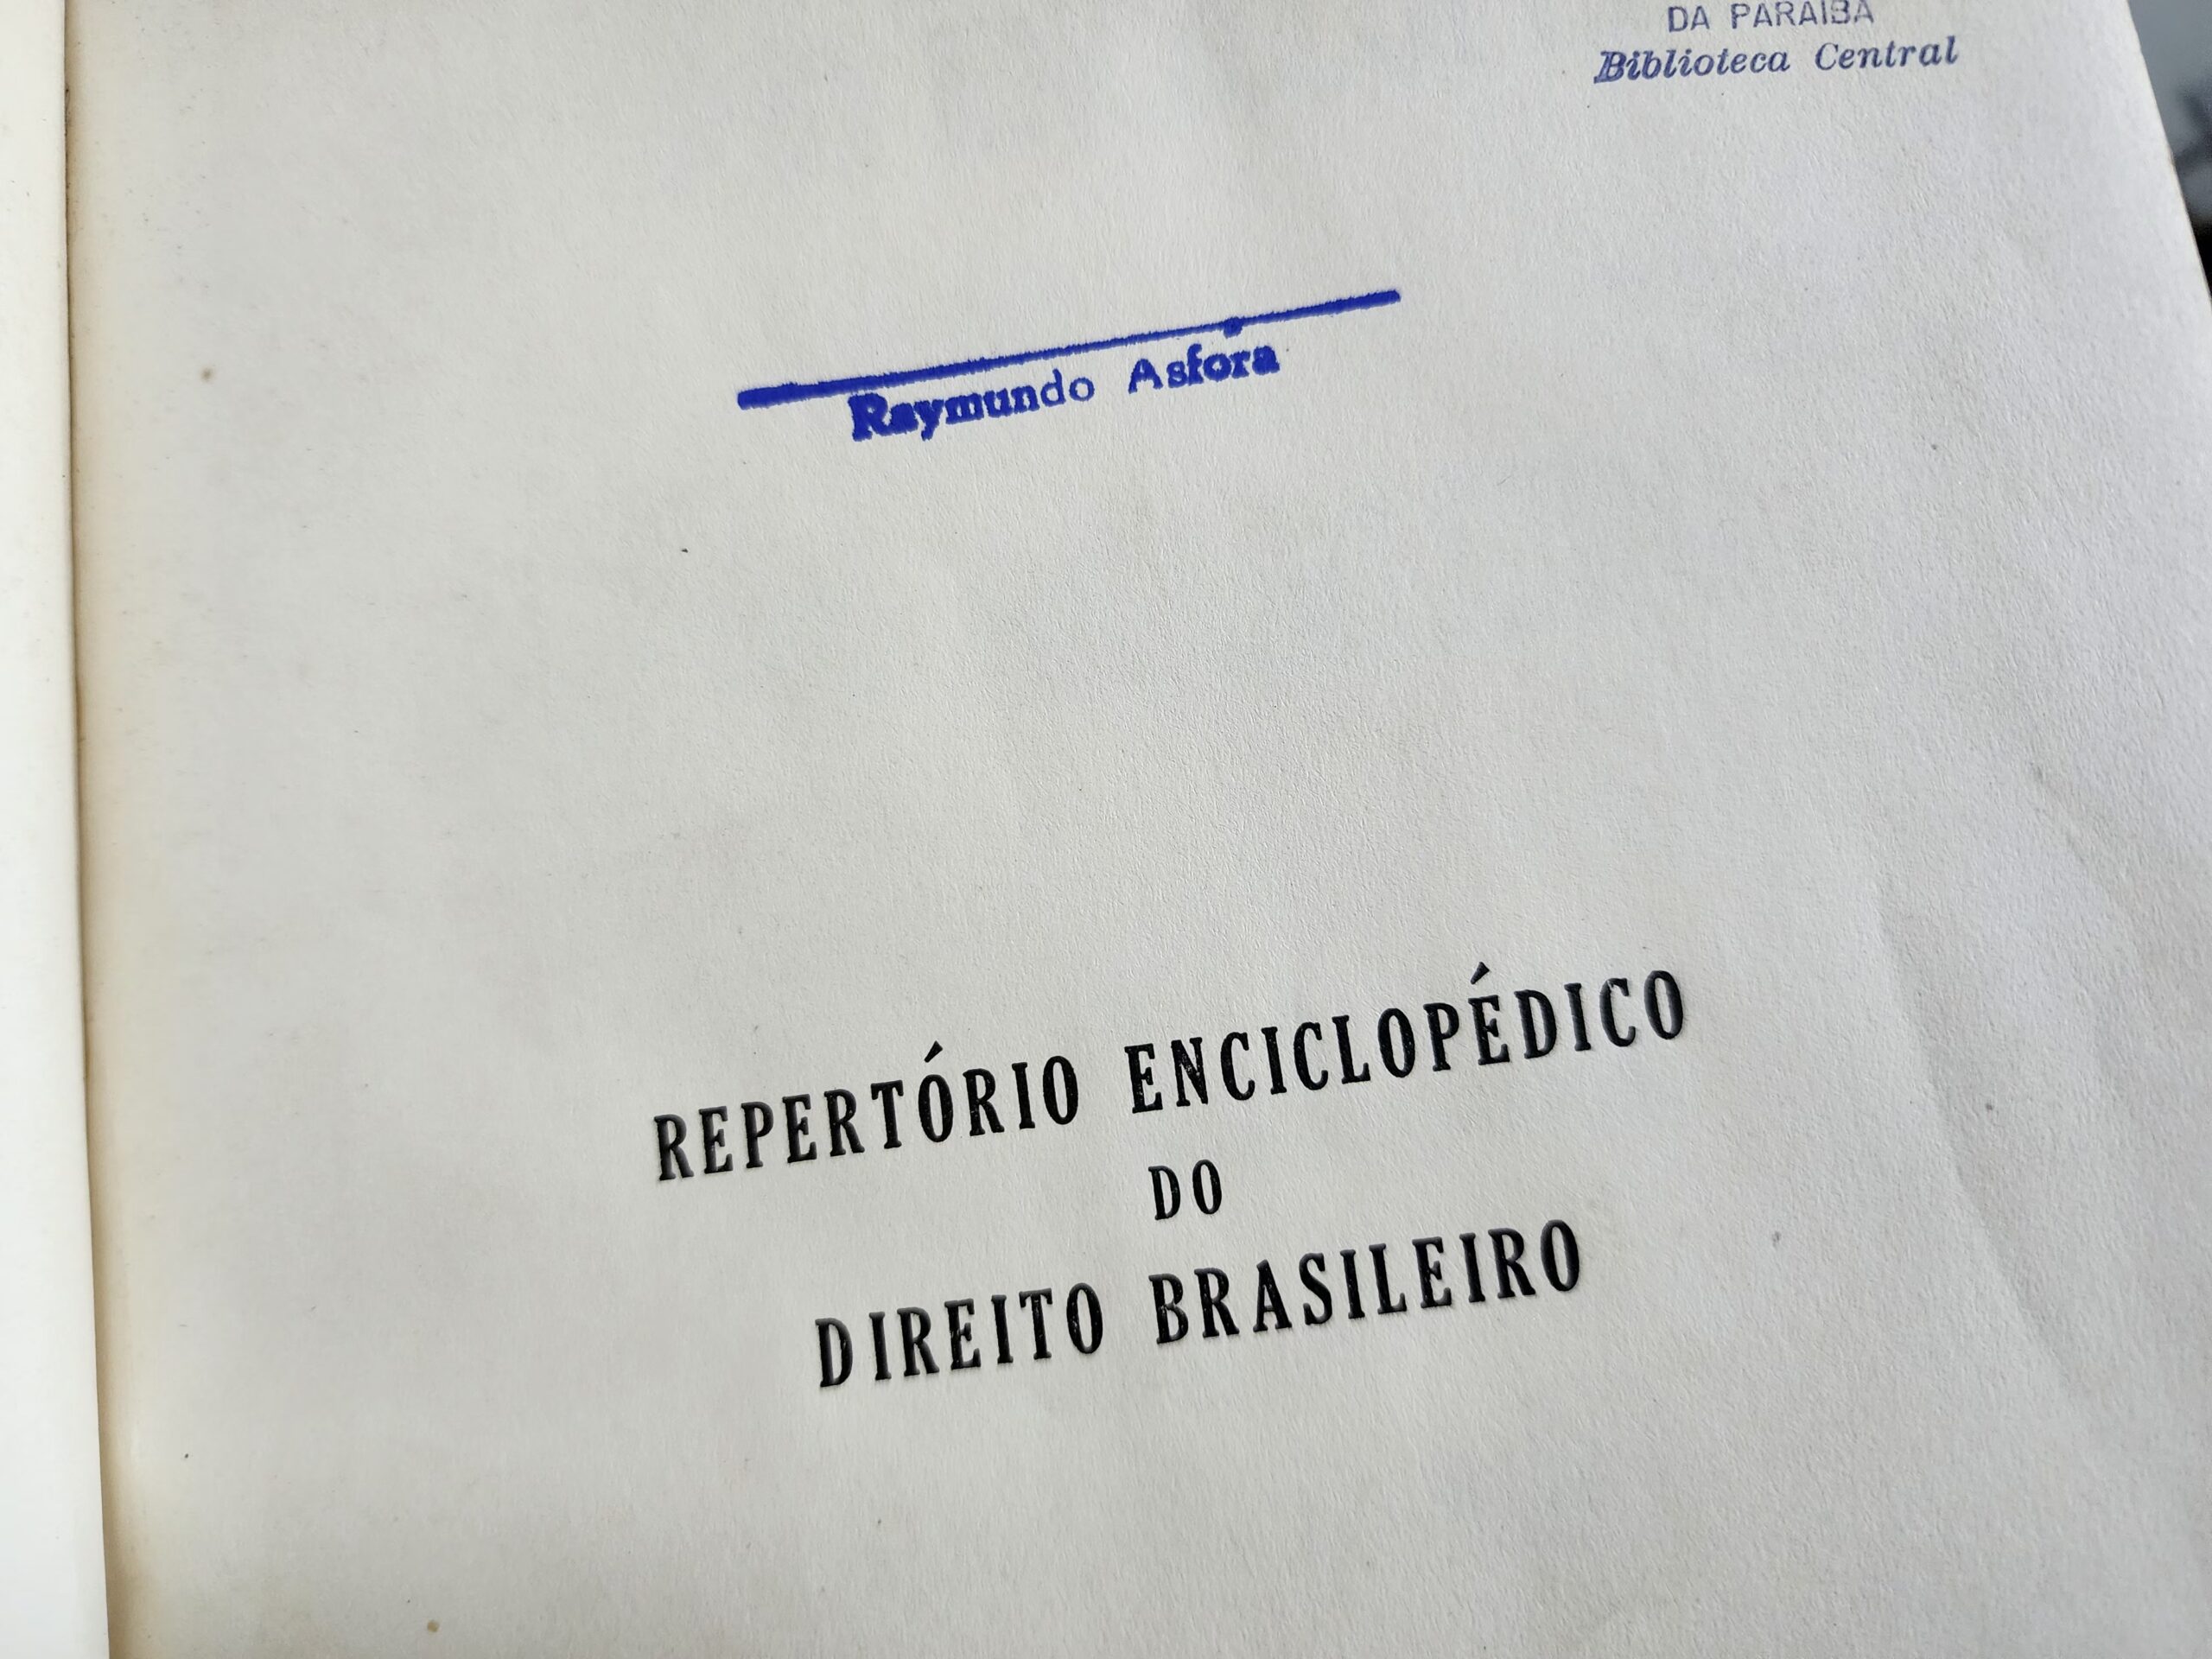 DA PARAIBA
Biblioteca Central
Raymundo Asfora
REPERTÓRIO ENCICLOPÉDICO
DO
DIREITO BRASILEIRO